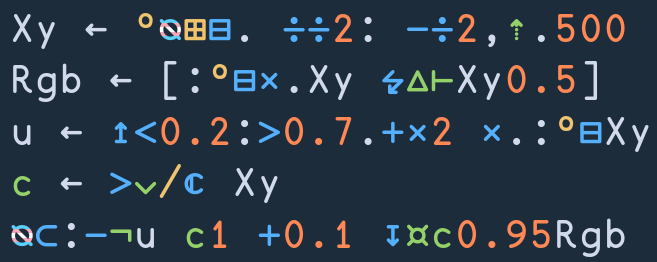 Xy ← °⍉⊞⊟. ÷÷2: -÷2,⇡.500
Rgb ← [:°⊟×.Xy ↯△⊢Xy0.5]
u ← ↥<0.2:>0.7.+×2 ×.:°⊟Xy
c ← >⌵/ℂ Xy
⍉⊂:-¬u c1 +0.1 ↧¤c0.95Rgb